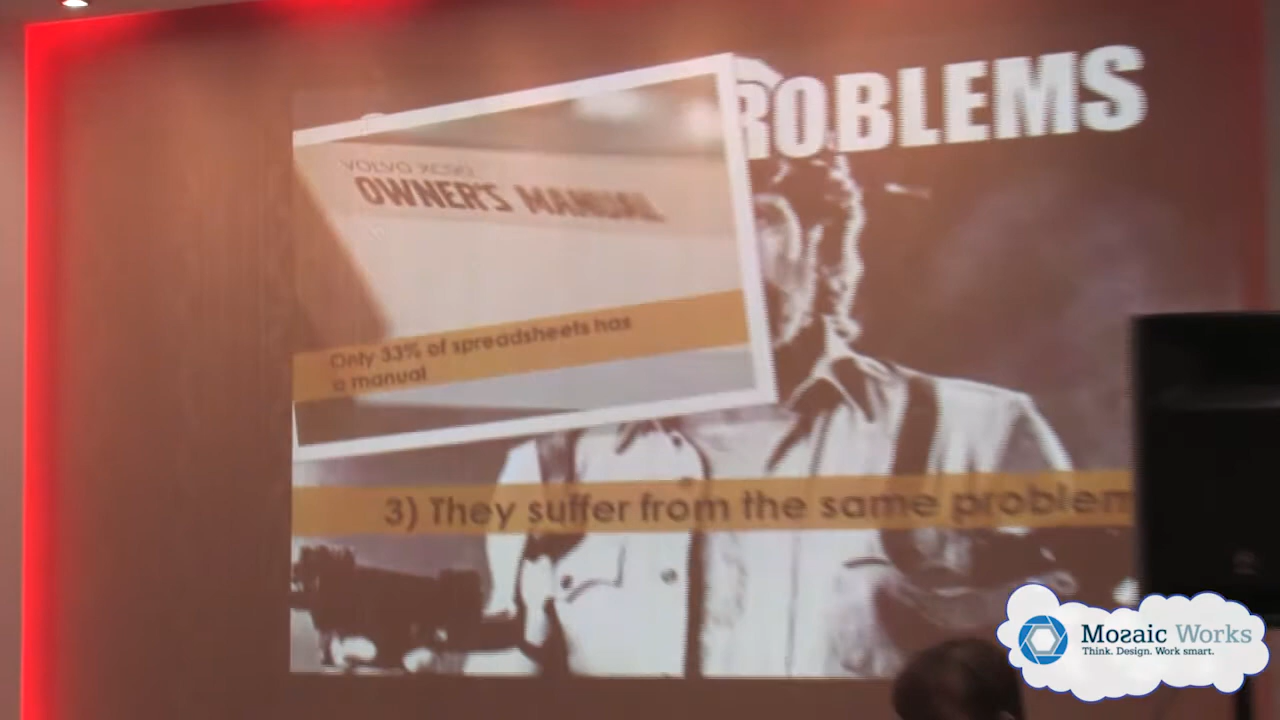 ROBLEMS
VOLVO XC90
OWNER'S MANUAL
Only 33% of spreadsheets has
a manual
3) They suffer from the same problem
Mozaic Works
Think. Design. Work smart.